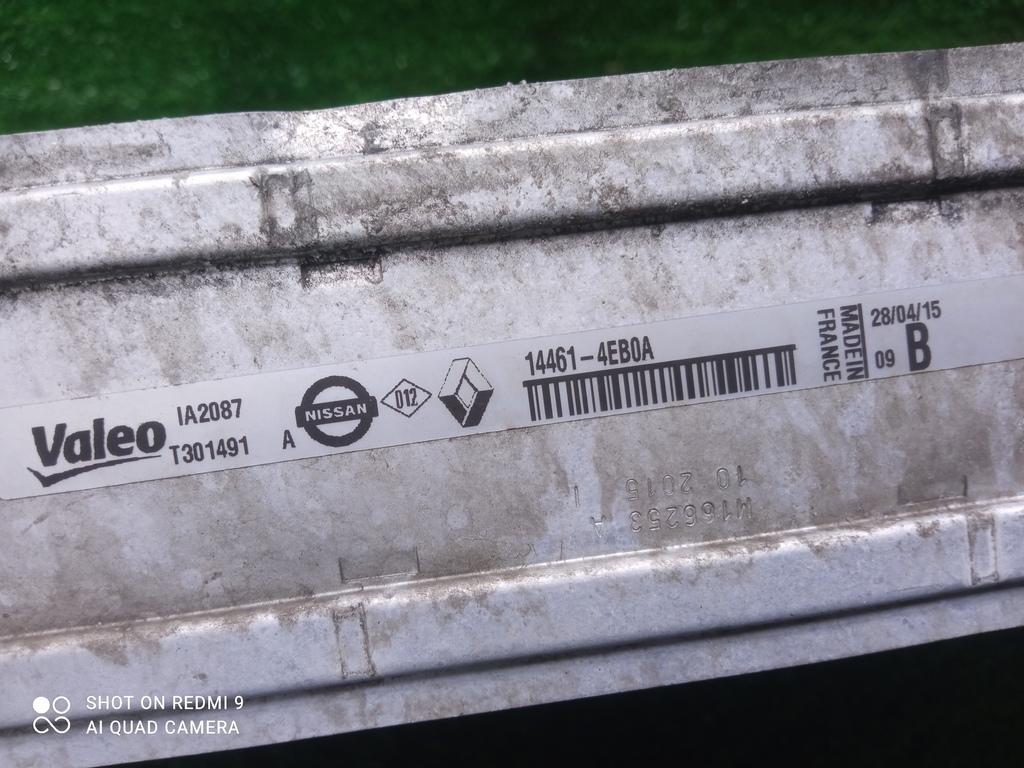 Valeo
IA2087
T301491
A
NISSAN
012
14461-4EB0A
MADE IN
FRANCE
28/04/15
09 B
M166253 A
10 2015
SHOT ON REDMI 9
AI QUAD CAMERA